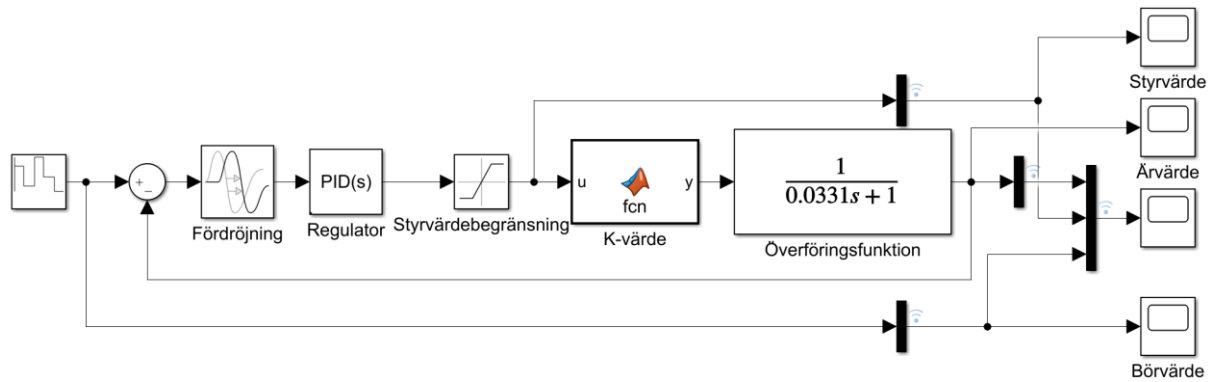 Styrvärde
Ärvärde
Fördröjning
PID(s)
Regulator
Styrvärdebegränsning
u
fcn
y
K-värde
1
0.0331s + 1
Överföringsfunktion
+
−
Börvärde